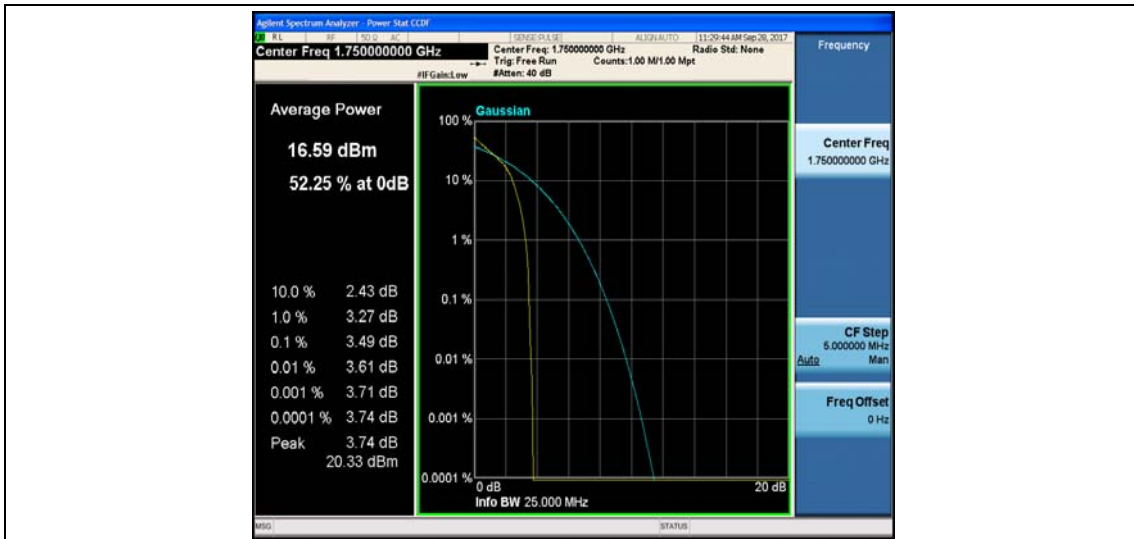 Agilent Spectrum Analyzer - Power Stat CCDF
RL RF 50 Ω AC SENSE:PULSE ALIGN AUTO 11:29:44 AM Sep 28, 2017
Center Freq 1.750000000 GHz
Center Freq: 1.750000000 GHz Radio Std: None
Trig: Free Run Counts:1.00 M/1.00 Mpt
#IFGain:Low #Atten: 40 dB
Frequency
Average Power
16.59 dBm
52.25 % at 0dB
10.0 % 2.43 dB
1.0 % 3.27 dB
0.1 % 3.49 dB
0.01 % 3.61 dB
0.001 % 3.71 dB
0.0001 % 3.74 dB
Peak 3.74 dB
20.33 dBm
Gaussian
100 %
10 %
1 %
0.1 %
0.01 %
0.001 %
0.0001 %
0 dB 20 dB
Info BW 25.000 MHz
Center Freq
1.750000000 GHz
CF Step
5.000000 MHz
Auto Man
Freq Offset
0 Hz
MSG STATUS